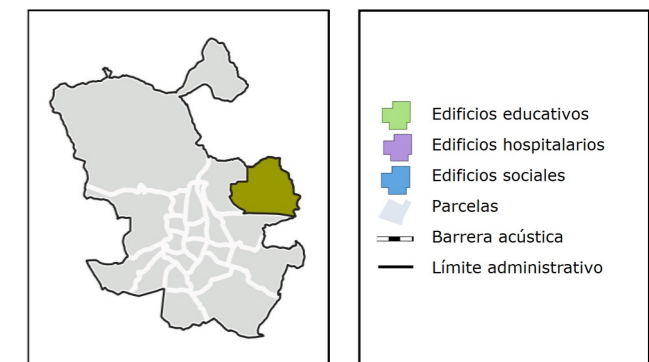 Edificios educativos
Edificios hospitalarios
Edificios sociales
Parcelas
Barrera acústica
Límite administrativo